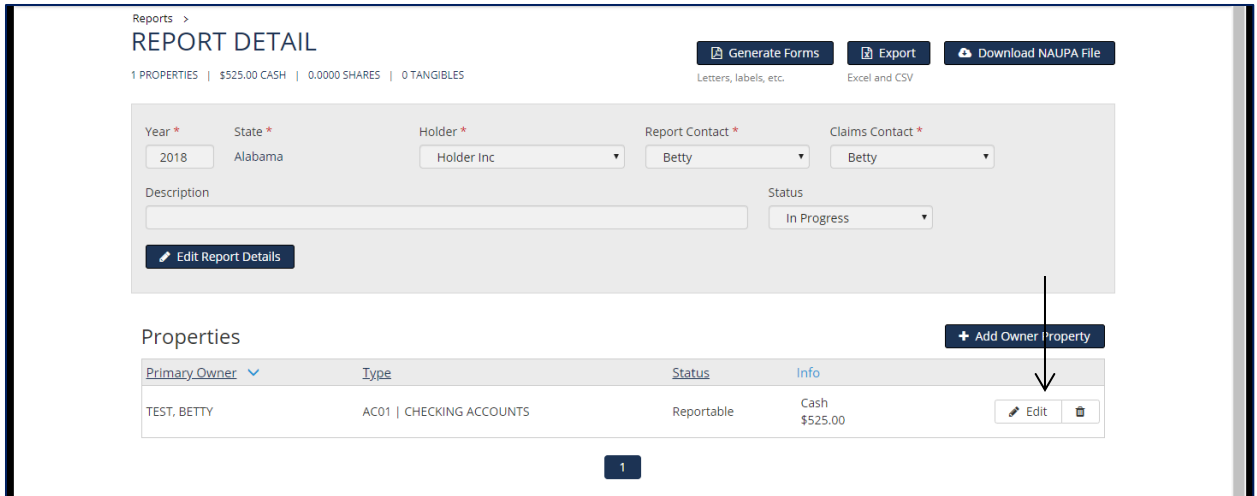 Reports >
REPORT DETAIL
1 PROPERTIES | $525.00 CASH | 0.0000 SHARES | 0 TANGIBLES
Generate Forms Export Download NAUPA File
Letters, labels, etc. Excel and CSV
Year * State * Holder * Report Contact * Claims Contact *
2018 Alabama Holder Inc Betty Betty
Description Status
In Progress
Edit Report Details
Properties + Add Owner Property
Primary Owner Type Status Info
TEST, BETTY AC01 | CHECKING ACCOUNTS Reportable Cash Edit
$525.00
1